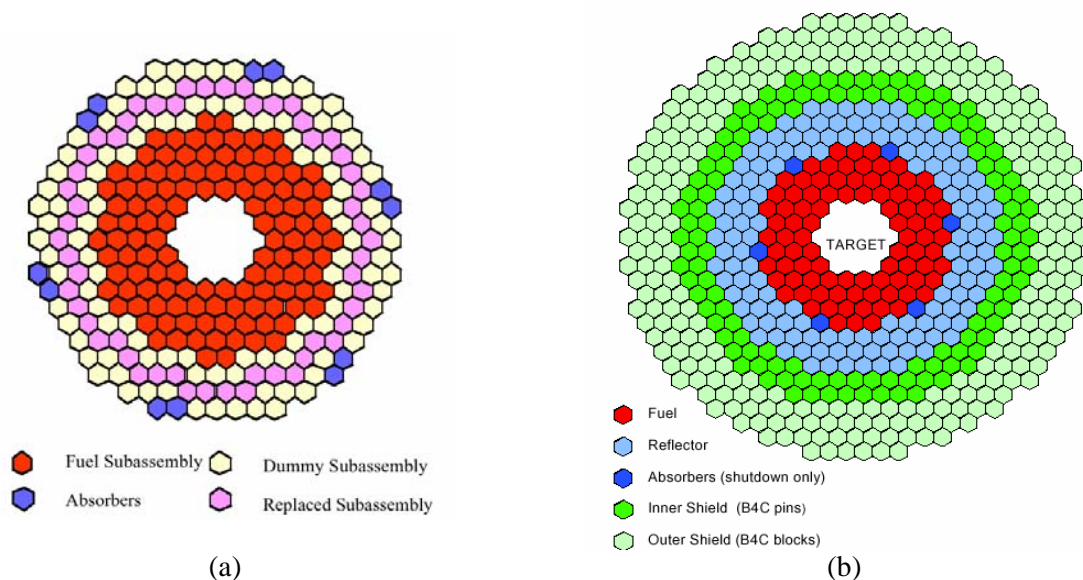 TARGET
Fuel Subassembly
Dummy Subassembly
Absorbers
Replaced Subassembly
Fuel
Reflector
Absorbers (shutdown only)
Inner Shield (B4C pins)
Outer Shield (B4C blocks)
(a)
(b)